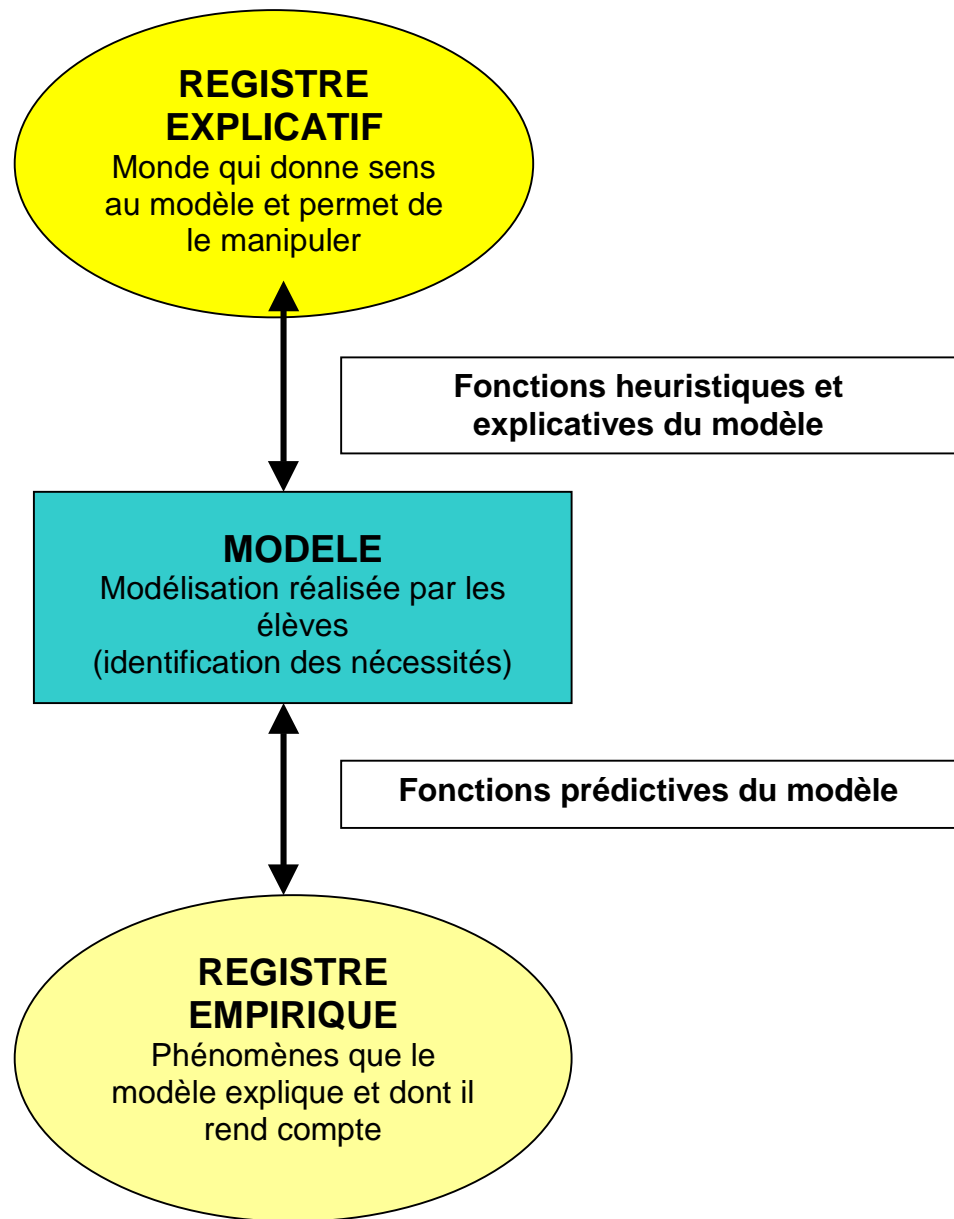 REGISTRE
EXPLICATIF
Monde qui donne sens
au modèle et permet de
le manipuler
Fonctions heuristiques et
explicatives du modèle
MODELE
Modélisation réalisée par les
élèves
(identification des nécessités)
Fonctions prédictives du modèle
REGISTRE
EMPIRIQUE
Phénomènes que le
modèle explique et dont il
rend compte